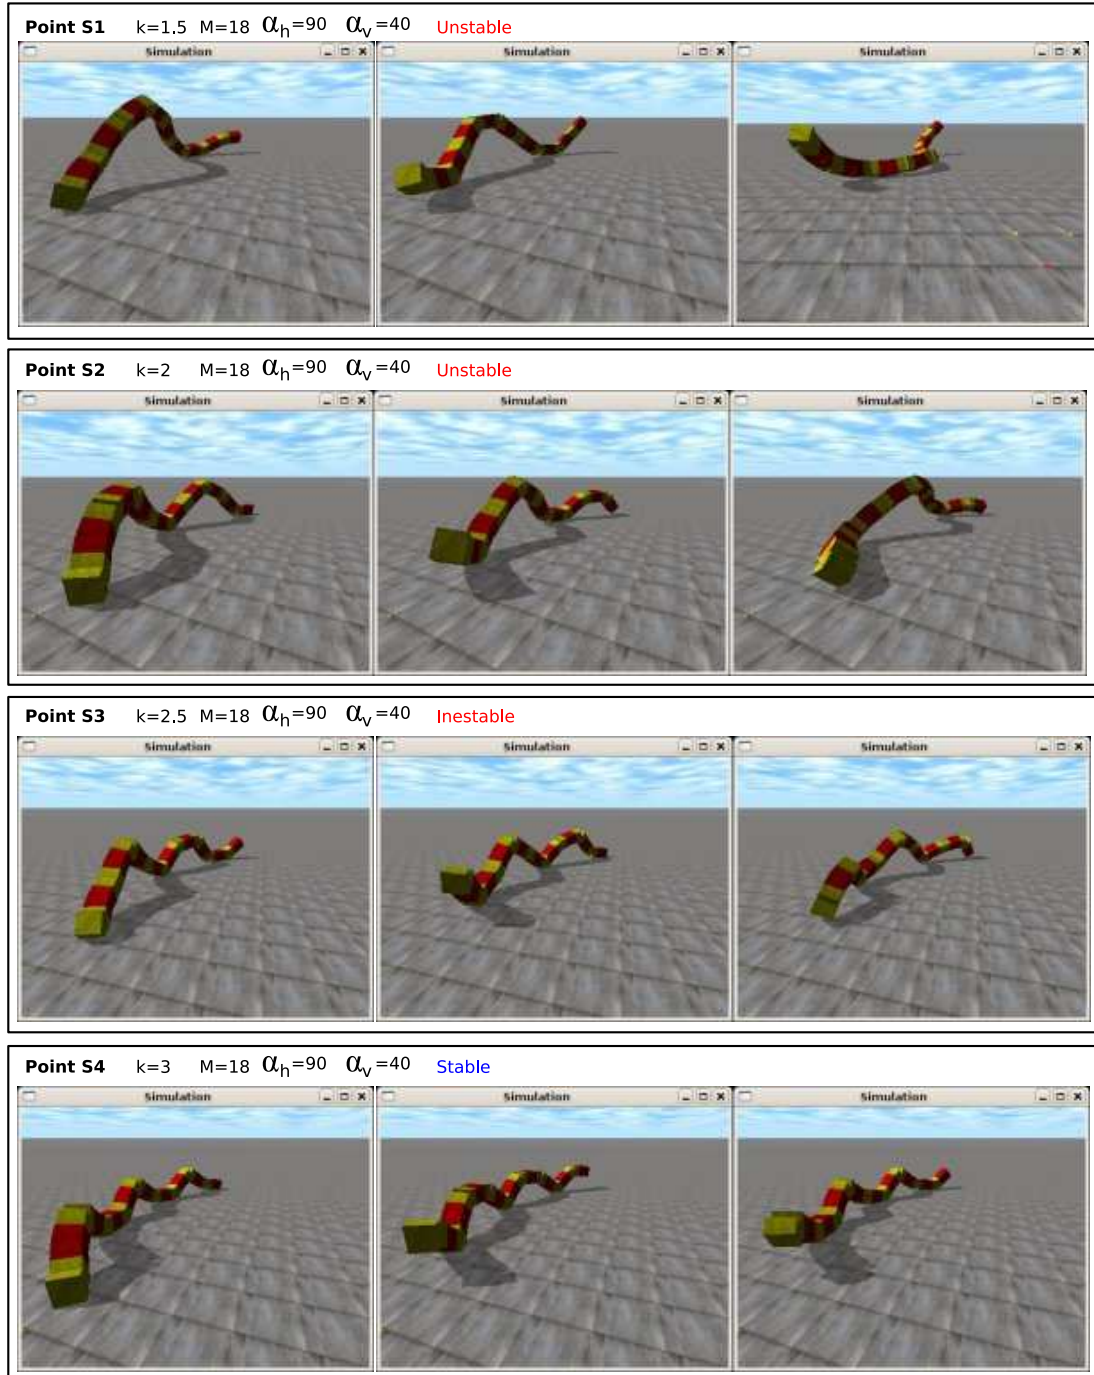 Point S1 k=1.5 M=18 αh=90 αv=40 Unstable
Simulation Simulation Simulation
Point S2 k=2 M=18 αh=90 αv=40 Unstable
Simulation Simulation Simulation
Point S3 k=2.5 M=18 αh=90 αv=40 Inestable
Simulation Simulation Simulation
Point S4 k=3 M=18 αh=90 αv=40 Stable
Simulation Simulation Simulation